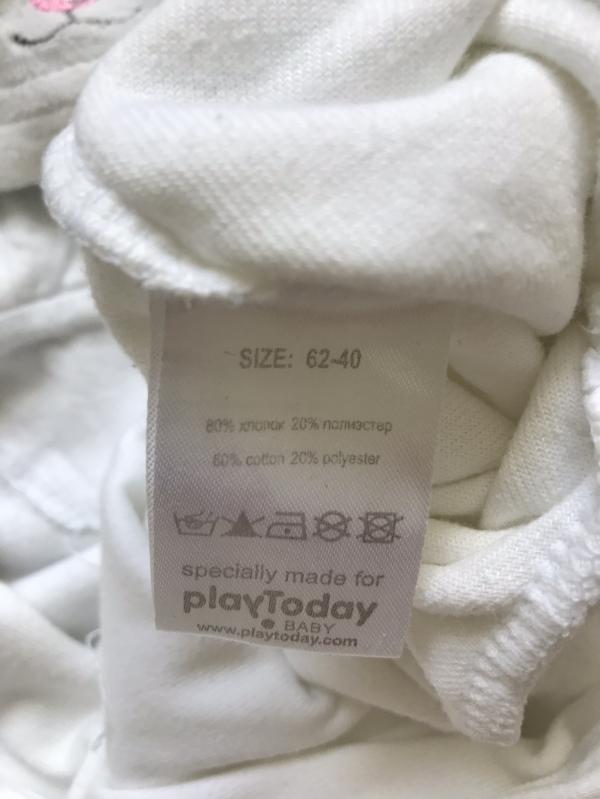 SIZE: 62-40
80% хлопок 20% полиэстер
80% cotton 20% polyester
specially made for
playToday
BABY
www.playtoday.com